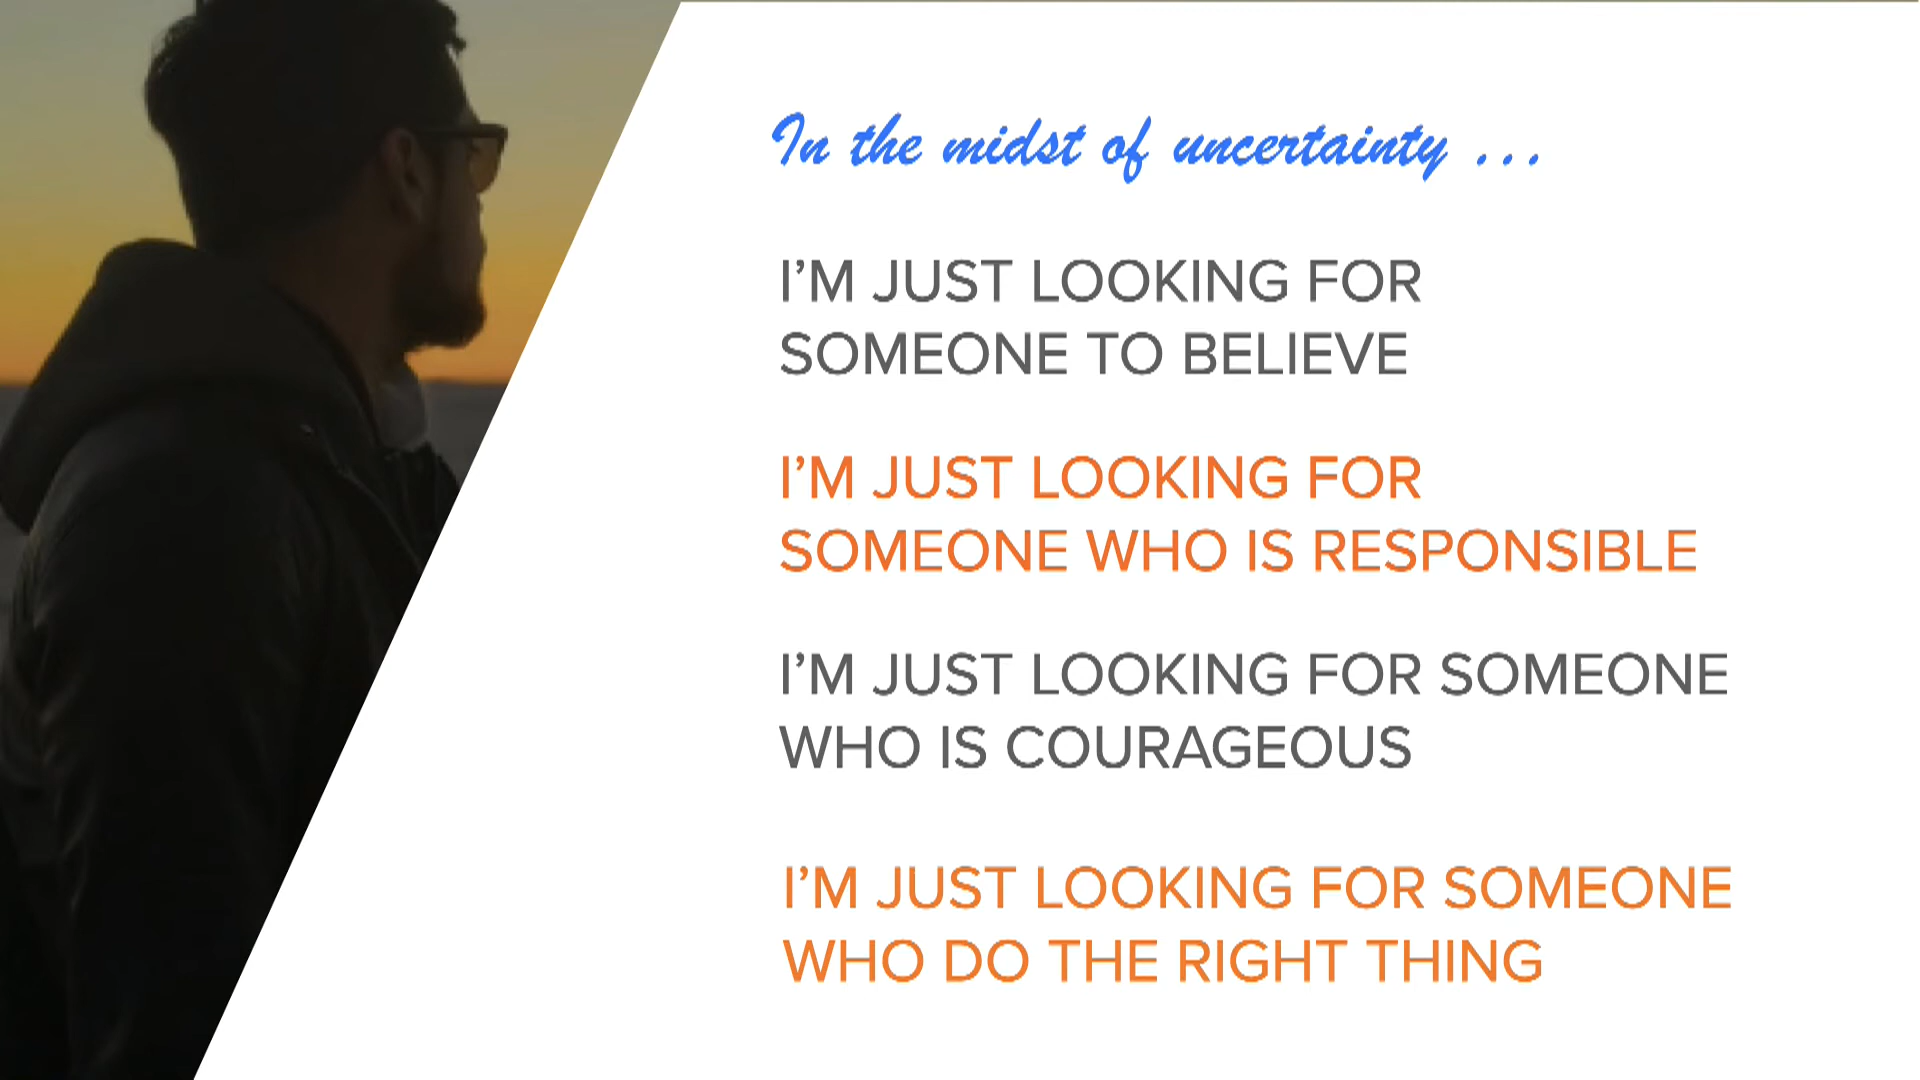 In the midst of uncertainty ...
I’M JUST LOOKING FOR
SOMEONE TO BELIEVE
I’M JUST LOOKING FOR
SOMEONE WHO IS RESPONSIBLE
I’M JUST LOOKING FOR SOMEONE
WHO IS COURAGEOUS
I’M JUST LOOKING FOR SOMEONE
WHO DO THE RIGHT THING